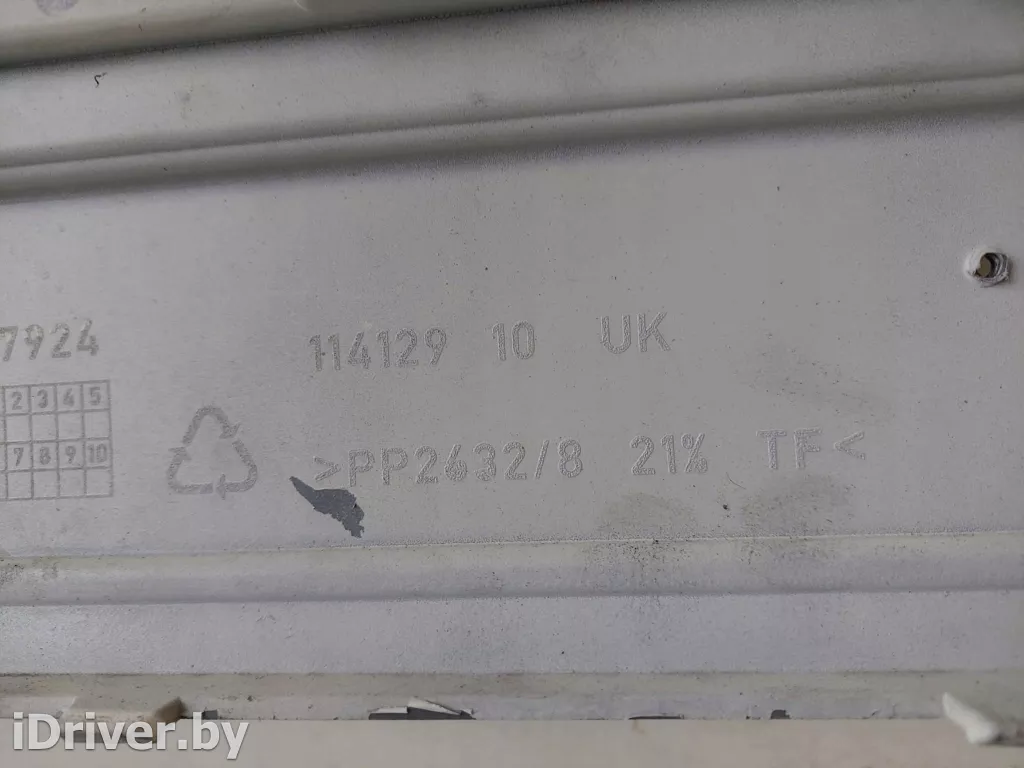 7924 114129 10 UK
2 3 4 5
7 8 9 10
>PP2632/8 21% TF<
iDriver.by